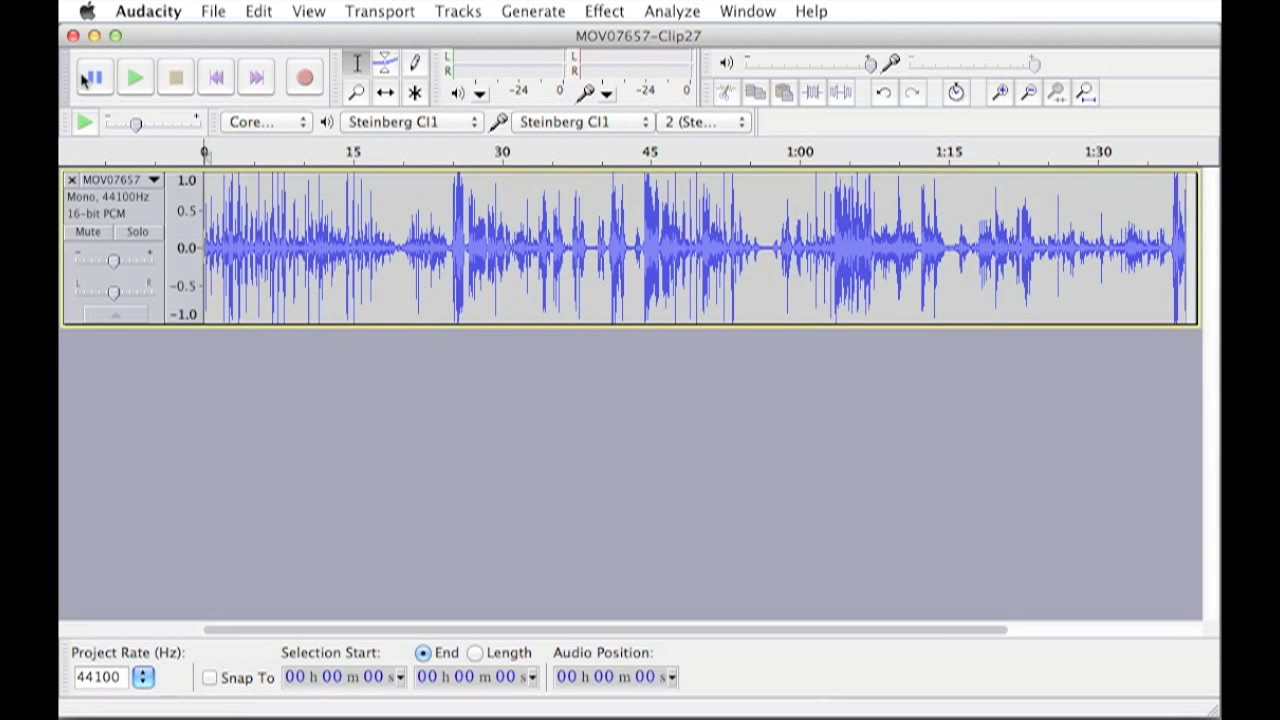 Audacity File Edit View Transport Tracks Generate Effect Analyze Window Help
MOV07657-Clip27
L
R
-24 0
L
R
-24 0
Core... Steinberg CI1 Steinberg CI1 2 (Ste...
0 15 30 45 1:00 1:15 1:30
MOV07657
Mono, 44100Hz
16-bit PCM
Mute Solo
- +
L R
1.0
0.5-
0.0-
-0.5-
-1.0
Project Rate (Hz): Selection Start: End Length Audio Position:
44100 Snap To 00 h 00 m 00 s 00 h 00 m 00 s 00 h 00 m 00 s